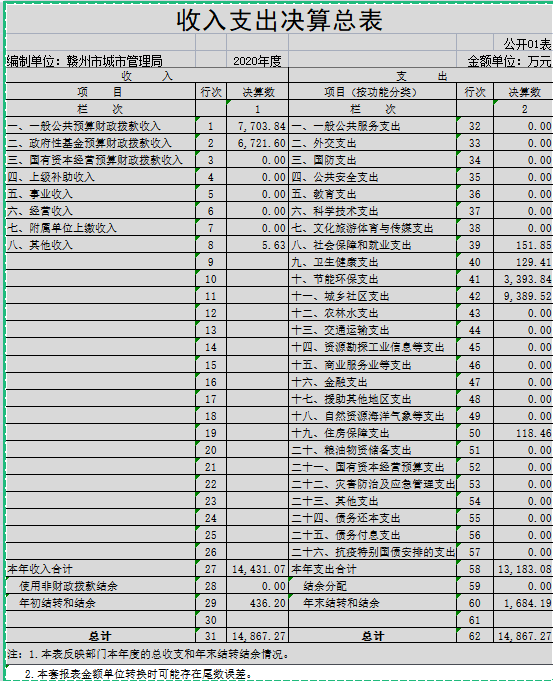 收入支出决算总表
公开01表
编制单位：赣州市城市管理局 2020年度 金额单位：万元
收 入 支 出
项 目 行次 决算数 项目（按功能分类） 行次 决算数
栏 次 1 栏 次 2
一、一般公共预算财政拨款收入 1 7,703.84 一、一般公共服务支出 32 0.00
二、政府性基金预算财政拨款收入 2 6,721.60 二、外交支出 33 0.00
三、国有资本经营预算财政拨款收入 3 0.00 三、国防支出 34 0.00
四、上级补助收入 4 0.00 四、公共安全支出 35 0.00
五、事业收入 5 0.00 五、教育支出 36 0.00
六、经营收入 6 0.00 六、科学技术支出 37 0.00
七、附属单位上缴收入 7 0.00 七、文化旅游体育与传媒支出 38 0.00
八、其他收入 8 5.63 八、社会保障和就业支出 39 151.85
9 九、卫生健康支出 40 129.41
10 十、节能环保支出 41 3,393.84
11 十一、城乡社区支出 42 9,389.52
12 十二、农林水支出 43 0.00
13 十三、交通运输支出 44 0.00
14 十四、资源勘探工业信息等支出 45 0.00
15 十五、商业服务业等支出 46 0.00
16 十六、金融支出 47 0.00
17 十七、援助其他地区支出 48 0.00
18 十八、自然资源海洋气象等支出 49 0.00
19 十九、住房保障支出 50 118.46
20 二十、粮油物资储备支出 51 0.00
21 二十一、国有资本经营预算支出 52 0.00
22 二十二、灾害防治及应急管理支出 53 0.00
23 二十三、其他支出 54 0.00
24 二十四、债务还本支出 55 0.00
25 二十五、债务付息支出 56 0.00
26 二十六、抗疫特别国债安排的支出 57 0.00
本年收入合计 27 14,431.07 本年支出合计 58 13,183.08
使用非财政拨款结余 28 0.00 结余分配 59 0.00
年初结转和结余 29 436.20 年末结转和结余 60 1,684.19
30 61
总计 31 14,867.27 总计 62 14,867.27
注：1.本表反映部门本年度的总收支和年末结转结余情况。
2.本套报表金额单位转换时可能存在尾数误差。